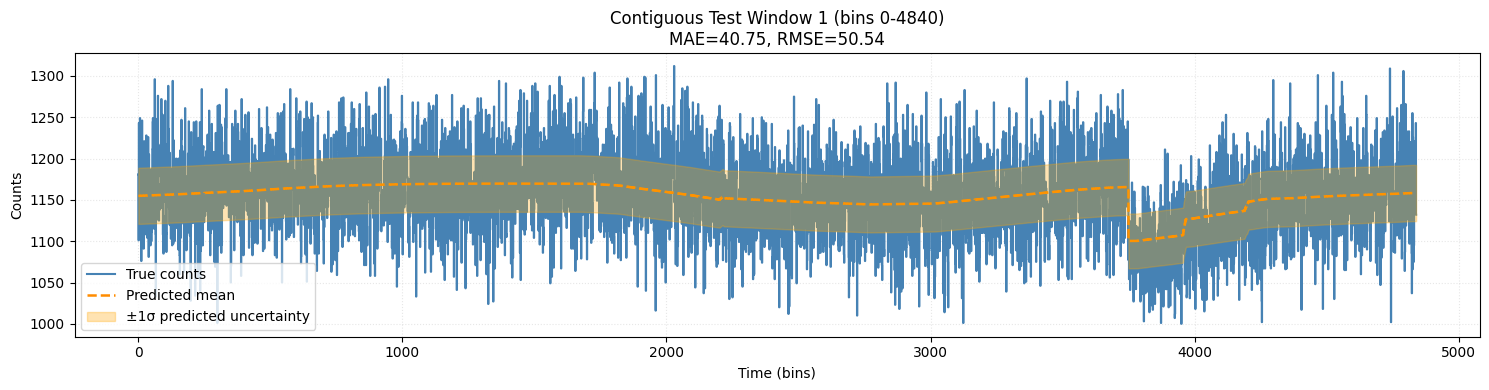 Contiguous Test Window 1 (bins 0-4840)
MAE=40.75, RMSE=50.54
Counts
1300
1250
1200
1150
1100
1050
1000
True counts
Predicted mean
±1σ predicted uncertainty
0
1000
2000
3000
4000
5000
Time (bins)